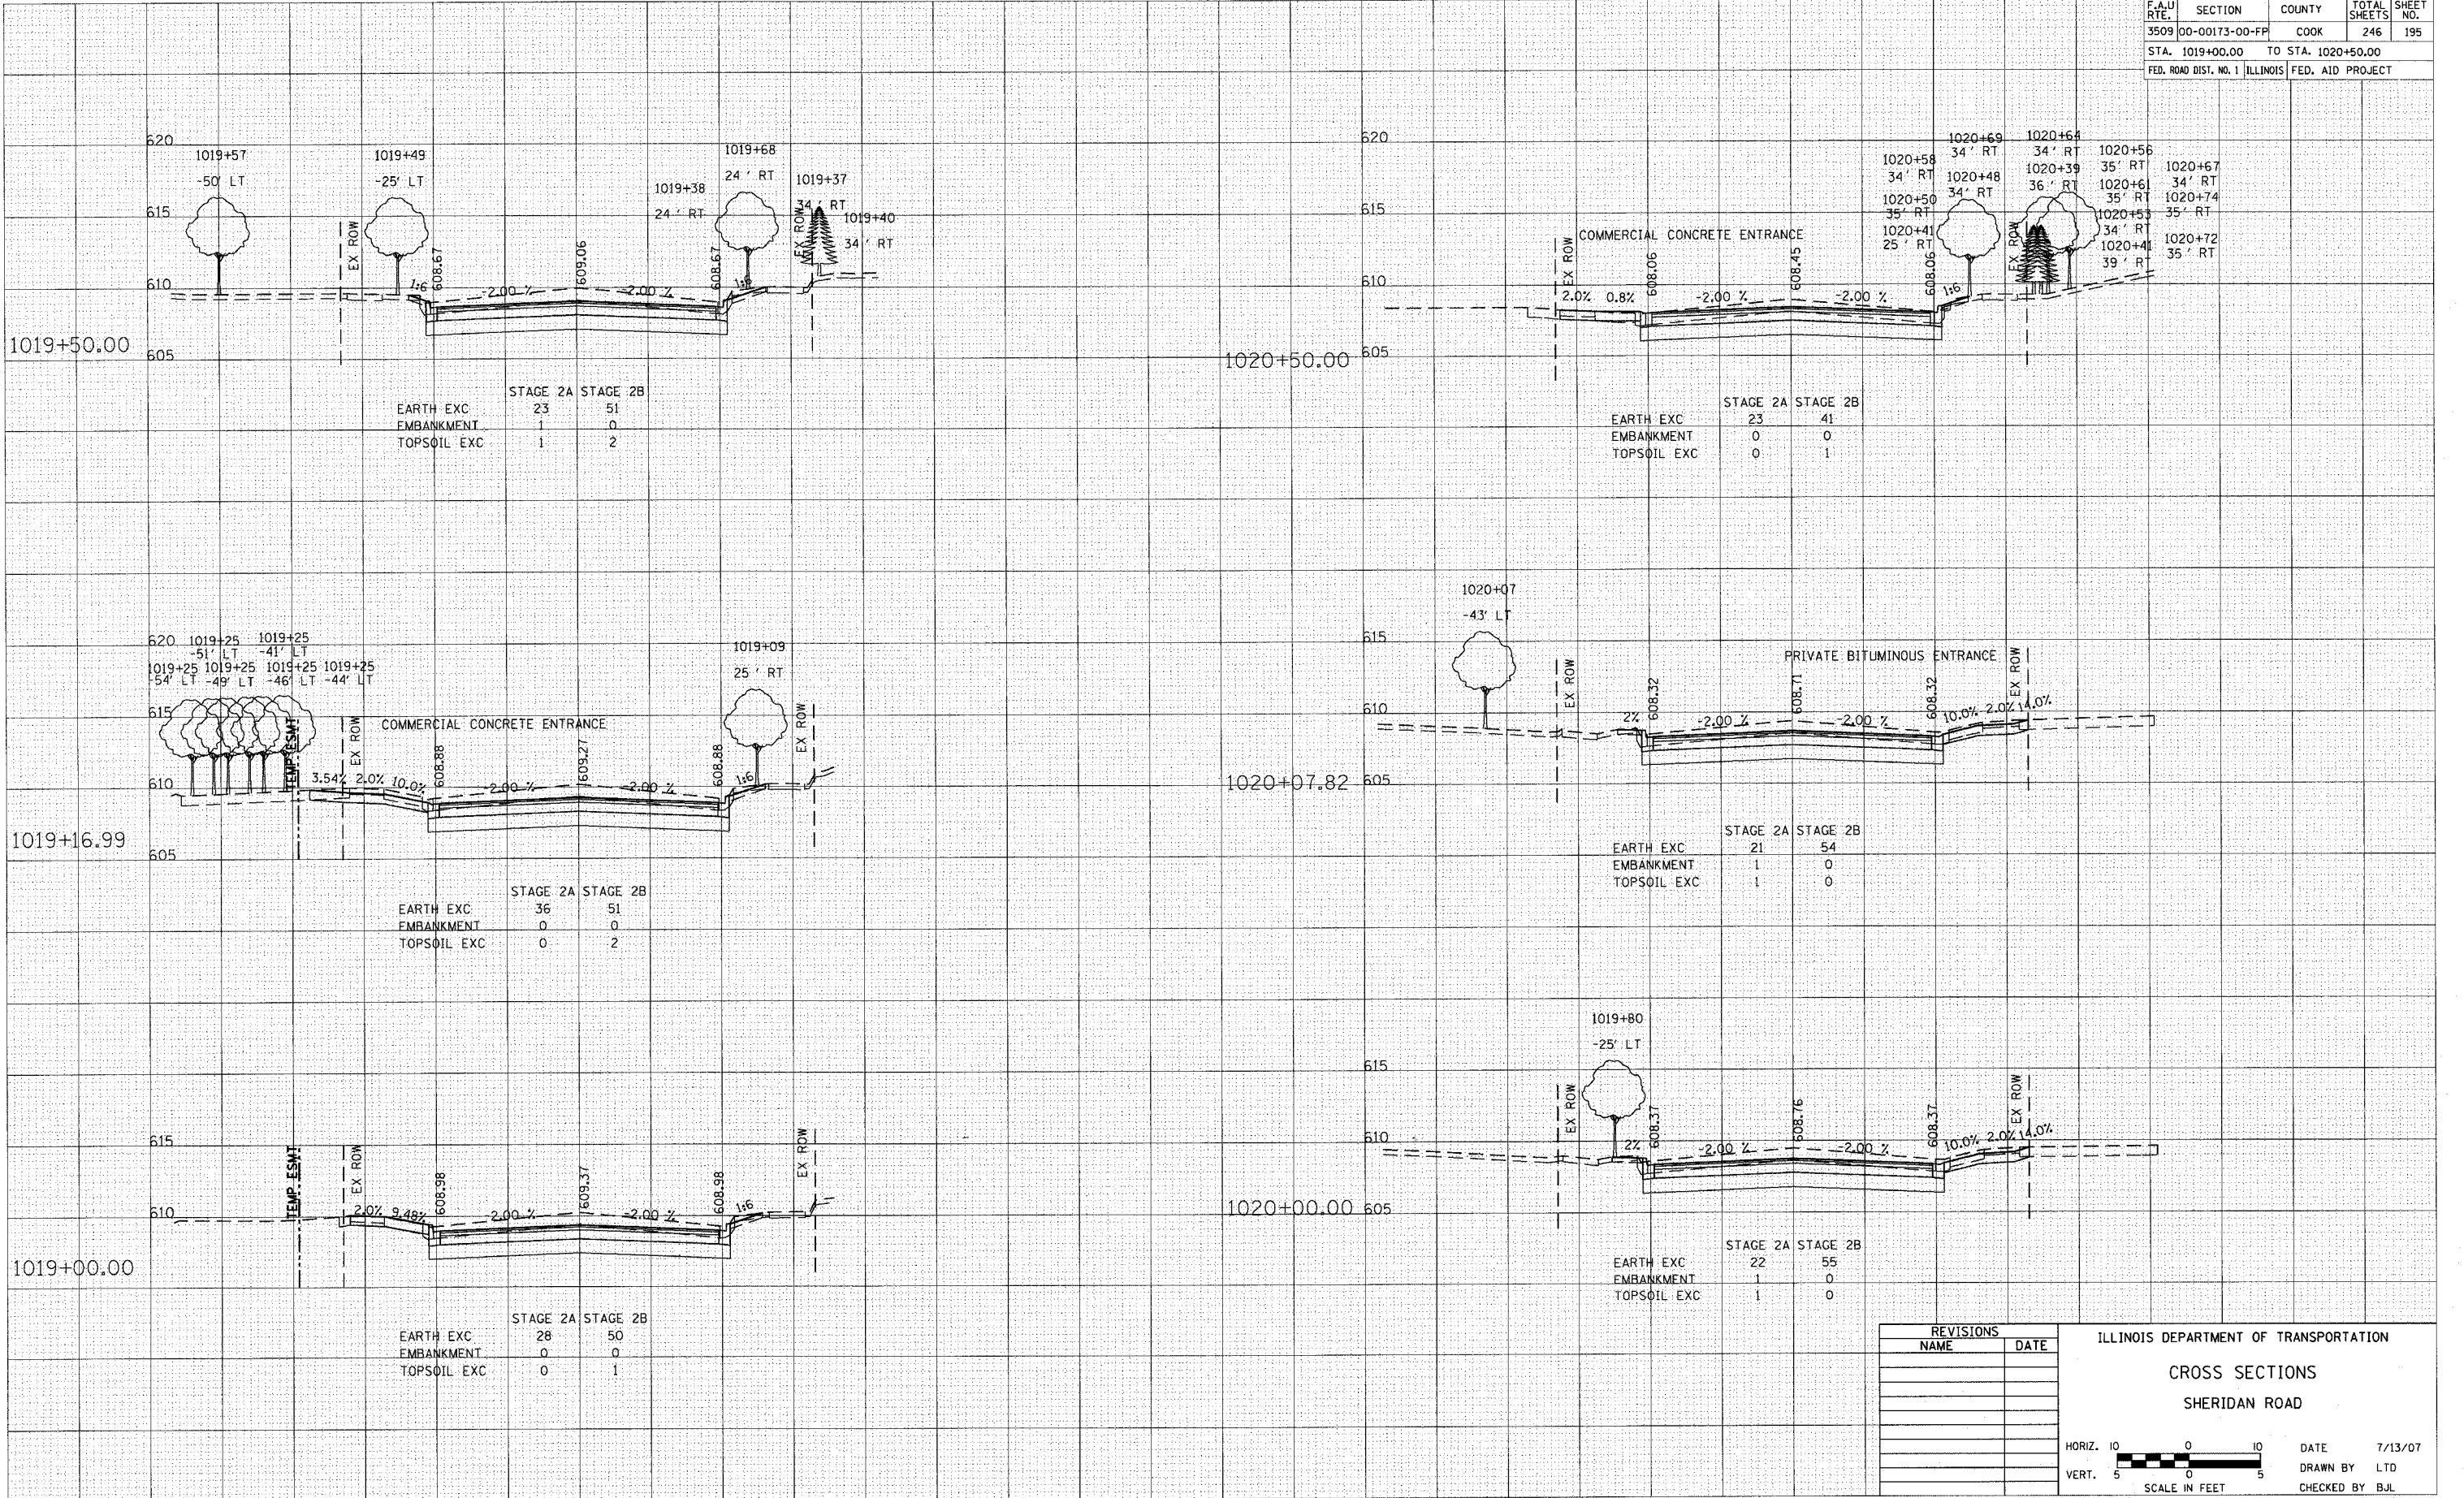 F.A.U RTE. SECTION COUNTY TOTAL SHEETS SHEET NO.
3509 00-00173-00-FP COOK 246 195
STA. 1019+00.00 TO STA. 1020+50.00
FED. ROAD DIST. NO. 1 ILLINOIS FED. AID PROJECT
620
1019+57
-50' LT
1019+49
-25' LT
1019+68
24' RT
1019+38
24' RT
1019+37
34' RT
1019+40
34' RT
615
EX ROW
608.67
609.06
608.67
EX ROW
610
1:6
-2.00 %
-2.00 %
1:6
1019+50.00
605
STAGE 2A STAGE 2B
EARTH EXC 23 51
EMBANKMENT 1 0
TOPSOIL EXC 1 2
620
1020+69
34' RT
1020+64
34' RT
1020+58
34' RT
1020+48
34' RT
1020+39
36' RT
1020+56
35' RT
1020+67
34' RT
1020+50
35' RT
1020+61
35' RT
1020+74
35' RT
1020+41
25' RT
1020+53
34' RT
1020+41
39' RT
1020+72
35' RT
615
COMMERCIAL CONCRETE ENTRANCE
EX ROW
608.06
608.45
608.06
EX ROW
610
2.0% 0.8%
-2.00 %
-2.00 %
1:6
1020+50.00
605
STAGE 2A STAGE 2B
EARTH EXC 23 41
EMBANKMENT 0 0
TOPSOIL EXC 0 1
620
1019+25
-51' LT
1019+25
-41' LT
1019+25 1019+25 1019+25 1019+25
-54' LT -49' LT -46' LT -44' LT
1019+09
25' RT
615
TEMP ESMT
EX ROW
COMMERCIAL CONCRETE ENTRANCE
608.88
609.27
608.88
EX ROW
610
3.54% 2.0% 10.0%
-2.00 %
-2.00 %
1:6
1019+16.99
605
STAGE 2A STAGE 2B
EARTH EXC 36 51
EMBANKMENT 0 0
TOPSOIL EXC 0 2
1020+07
-43' LT
615
PRIVATE BITUMINOUS ENTRANCE
EX ROW
608.32
608.71
608.32
EX ROW
610
2%
-2.00 %
-2.00 %
10.0% 2.0% 14.0%
1020+07.82
605
STAGE 2A STAGE 2B
EARTH EXC 21 54
EMBANKMENT 1 0
TOPSOIL EXC 1 0
615
TEMP ESMT
EX ROW
608.98
609.37
608.98
EX ROW
610
2.0% 9.48%
-2.00 %
-2.00 %
1:6
1019+00.00
STAGE 2A STAGE 2B
EARTH EXC 28 50
EMBANKMENT 0 0
TOPSOIL EXC 0 1
1019+80
-25' LT
615
EX ROW
608.37
608.76
608.37
EX ROW
610
2%
-2.00 %
-2.00 %
10.0% 2.0% 14.0%
1020+00.00
605
STAGE 2A STAGE 2B
EARTH EXC 22 55
EMBANKMENT 1 0
TOPSOIL EXC 1 0
REVISIONS
NAME DATE
ILLINOIS DEPARTMENT OF TRANSPORTATION
CROSS SECTIONS
SHERIDAN ROAD
HORIZ. 10 0 10
VERT. 5 0 5
SCALE IN FEET
DATE 7/13/07
DRAWN BY LTD
CHECKED BY BJL